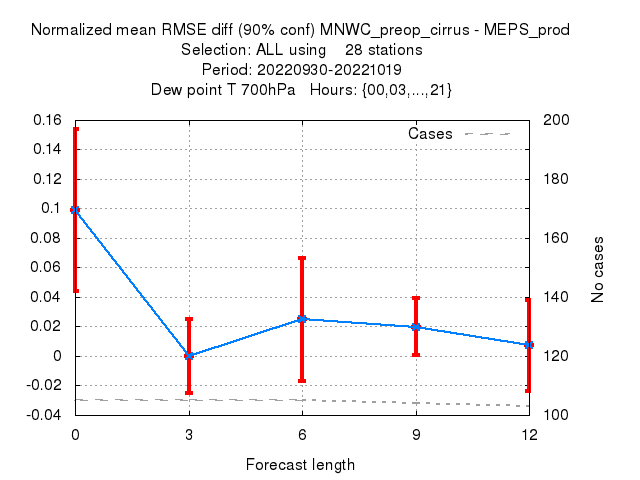 Normalized mean RMSE diff (90% conf) MNWC_preop_cirrus - MEPS_prod
Selection: ALL using 28 stations
Period: 20220930-20221019
Dew point T 700hPa Hours: {00,03,...,21}
0.16
0.14
0.12
0.1
0.08
0.06
0.04
0.02
0
-0.02
-0.04
Cases
200
180
160
140
120
100
No cases
0 3 6 9 12
Forecast length